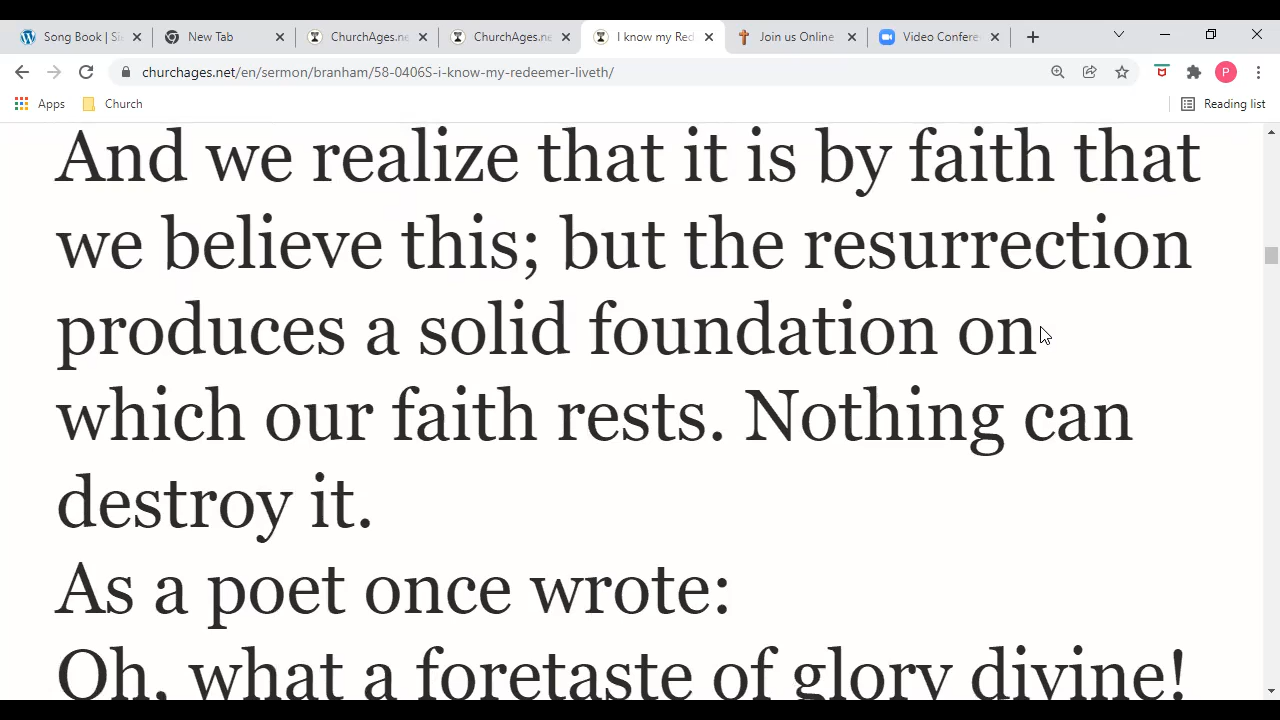 Song Book | Si
New Tab
ChurchAges.ne
ChurchAges.ne
I know my Red
Join us Online
Video Confere
churchages.net/en/sermon/branham/58-0406S-i-know-my-redeemer-liveth/
P
Apps
Church
Reading list
And we realize that it is by faith that
we believe this; but the resurrection
produces a solid foundation on
which our faith rests. Nothing can
destroy it.
As a poet once wrote:
Oh, what a foretaste of glory divine!